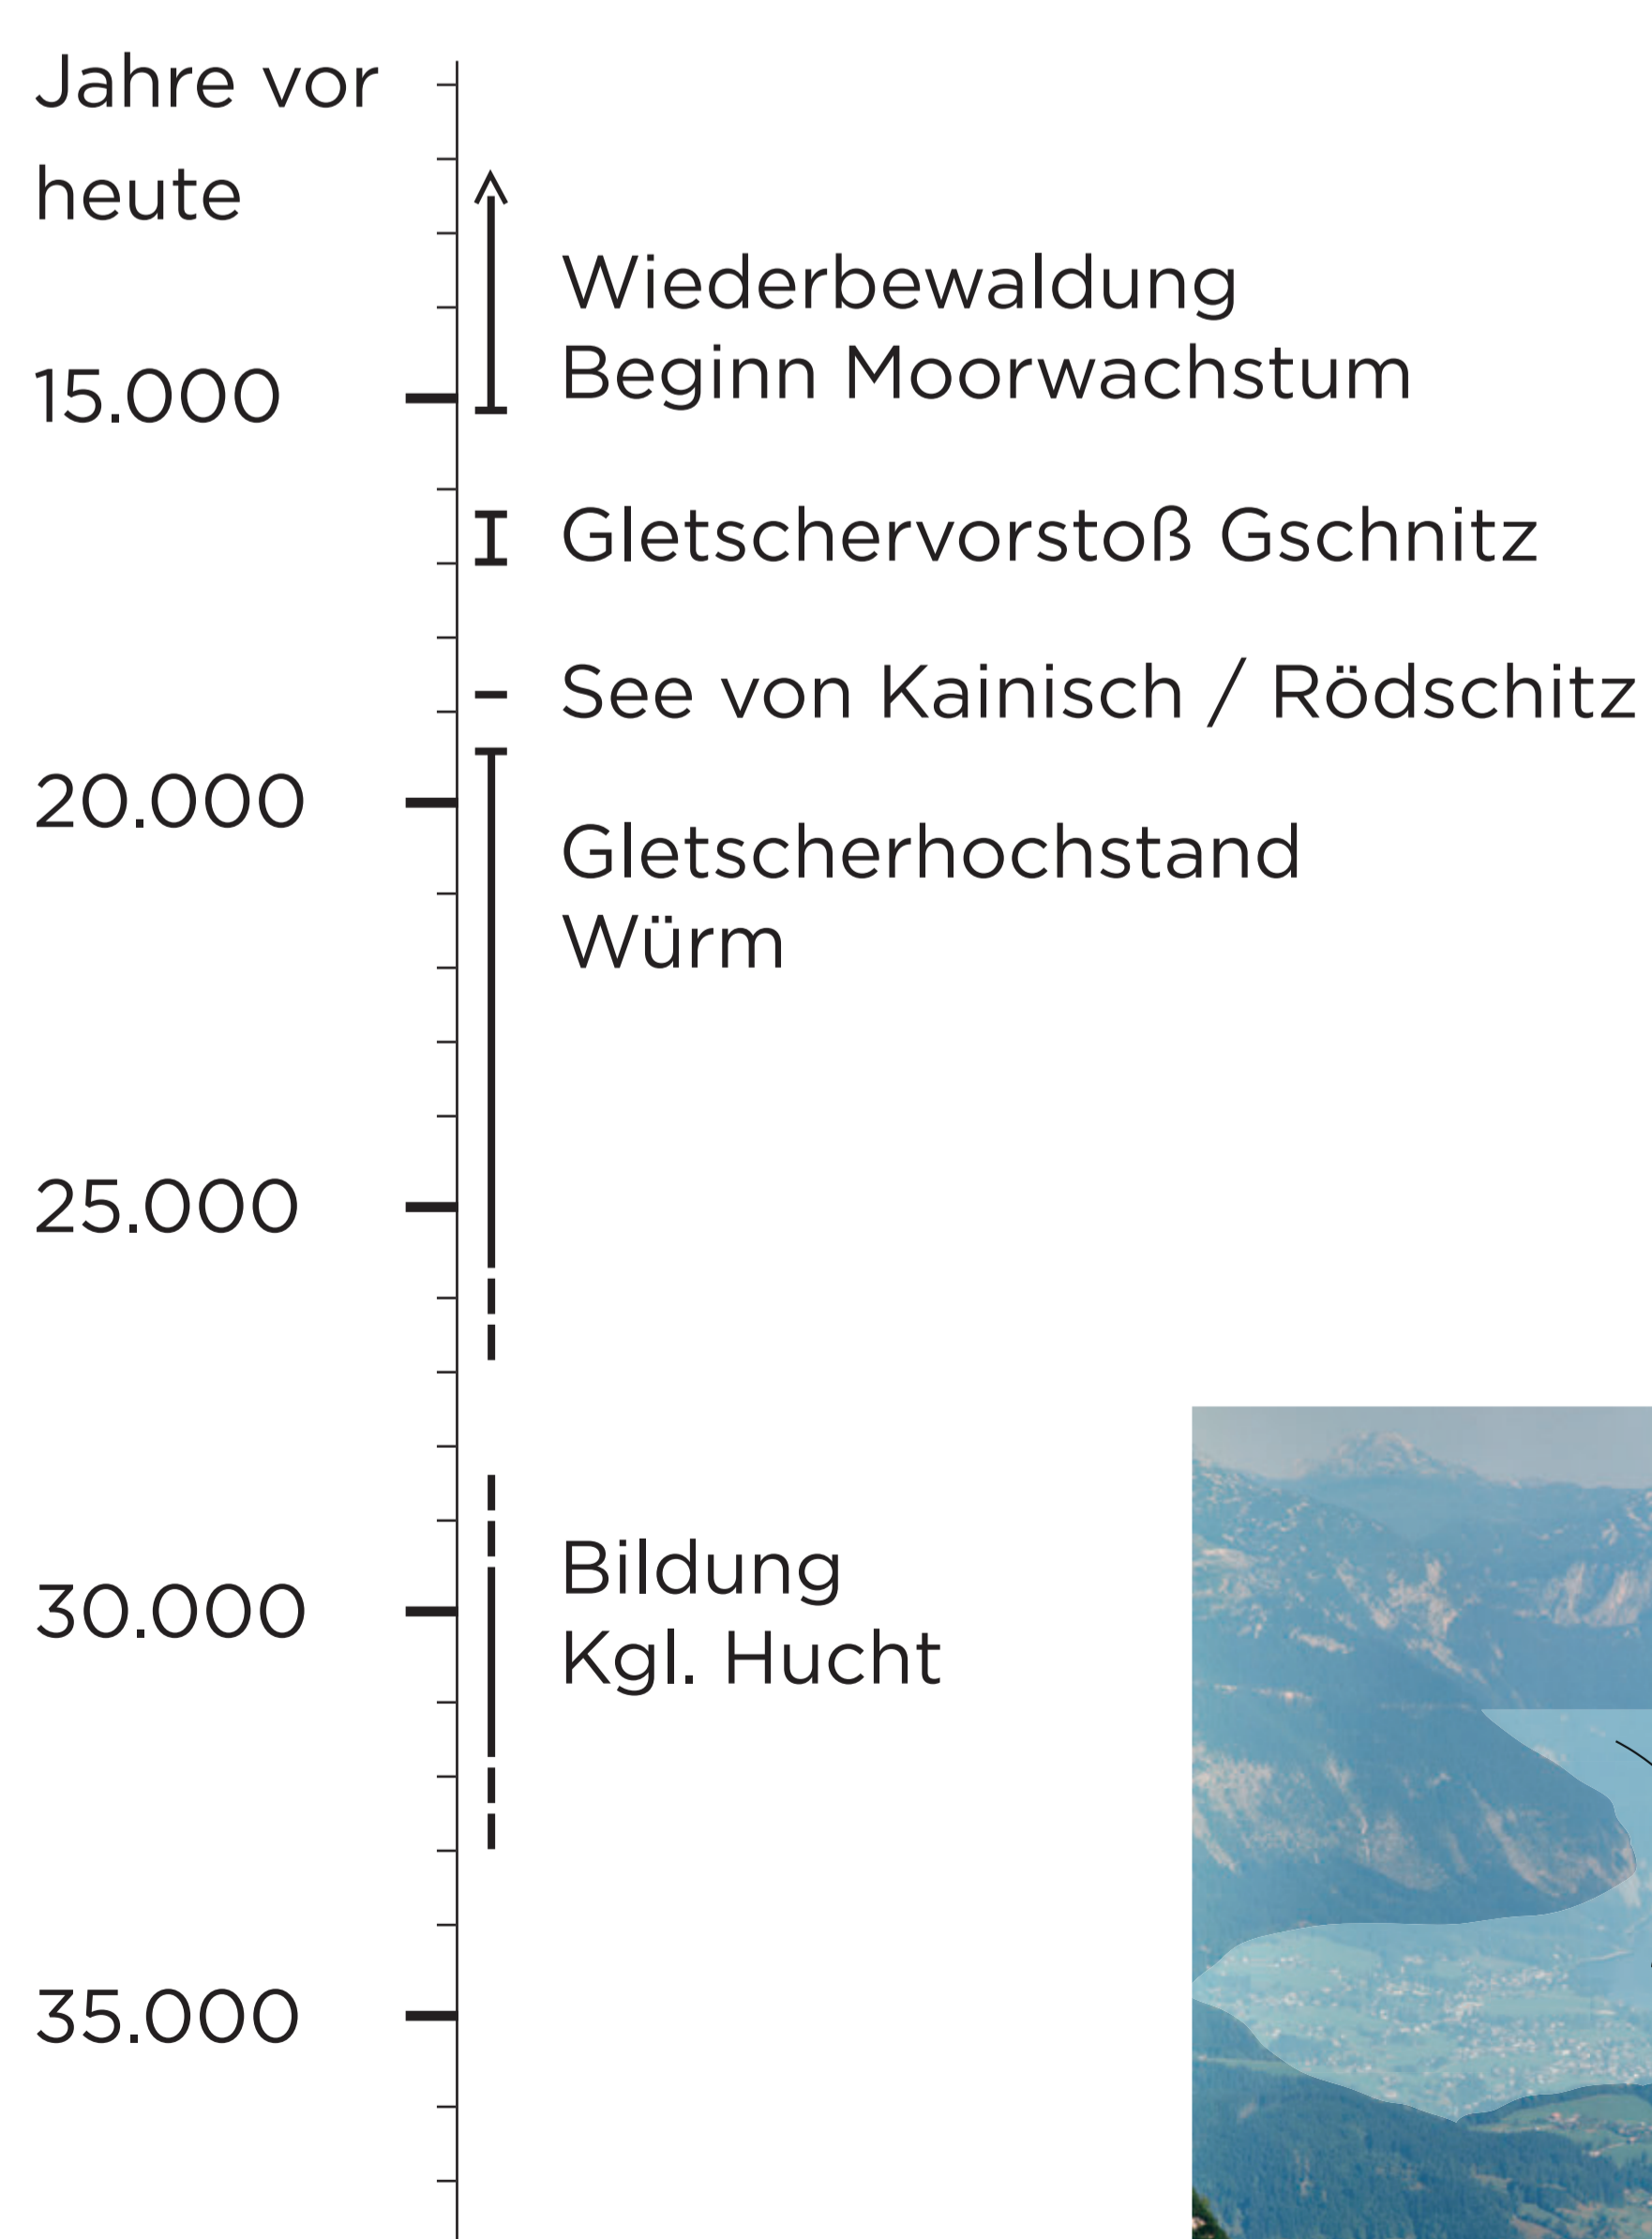 Jahre vor
heute
Wiederbewaldung
Beginn Moorwachstum
15.000
Gletschervorstoß Gschnitz
See von Kainisch / Rödschitz
20.000
Gletscherhochstand
Würm
25.000
Bildung
30.000
Kgl. Hucht
35.000